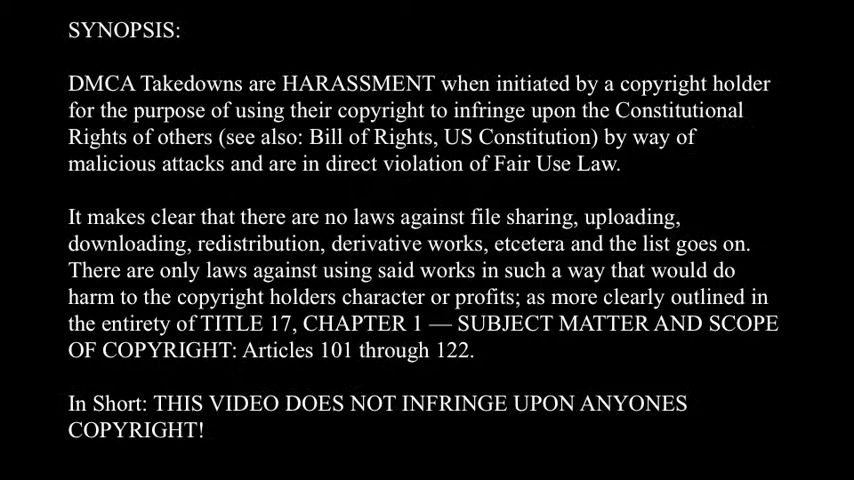 SYNOPSIS:
DMCA Takedowns are HARASSMENT when initiated by a copyright holder
for the purpose of using their copyright to infringe upon the Constitutional
Rights of others (see also: Bill of Rights, US Constitution) by way of
malicious attacks and are in direct violation of Fair Use Law.
It makes clear that there are no laws against file sharing, uploading,
downloading, redistribution, derivative works, etcetera and the list goes on.
There are only laws against using said works in such a way that would do
harm to the copyright holders character or profits; as more clearly outlined in
the entirety of TITLE 17, CHAPTER 1 — SUBJECT MATTER AND SCOPE
OF COPYRIGHT: Articles 101 through 122.
In Short: THIS VIDEO DOES NOT INFRINGE UPON ANYONES
COPYRIGHT!